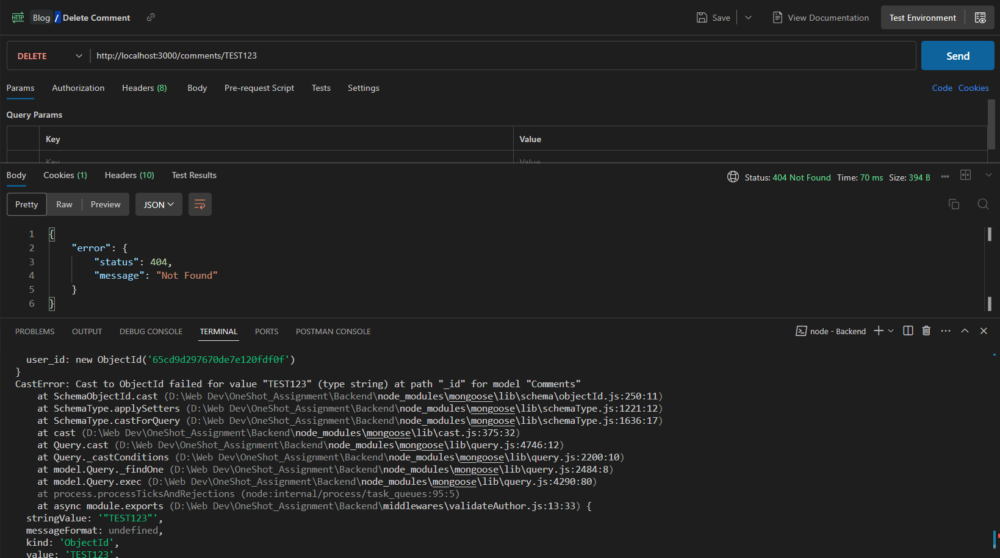 HTTP Blog / Delete Comment Save View Documentation Test Environment
DELETE http://localhost:3000/comments/TEST123 Send
Params Authorization Headers (8) Body Pre-request Script Tests Settings Code Cookies
Query Params
Key Value
Key Value
Body Cookies (1) Headers (10) Test Results Status: 404 Not Found Time: 70 ms Size: 394 B
Pretty Raw Preview JSON
1 {
2 "error": {
3 "status": 404,
4 "message": "Not Found"
5 }
6 }
PROBLEMS OUTPUT DEBUG CONSOLE TERMINAL PORTS POSTMAN CONSOLE node - Backend
user_id: new ObjectId('65cd9d297670de7e120fdf0f')
}
CastError: Cast to ObjectId failed for value "TEST123" (type string) at path "_id" for model "Comments"
at SchemaObjectId.cast (D:\Web Dev\OneShot_Assignment\Backend\node_modules\mongoose\lib\schema\objectId.js:250:11)
at SchemaType.applySetters (D:\Web Dev\OneShot_Assignment\Backend\node_modules\mongoose\lib\schemaType.js:1221:12)
at SchemaType.castForQuery (D:\Web Dev\OneShot_Assignment\Backend\node_modules\mongoose\lib\schemaType.js:1636:17)
at cast (D:\Web Dev\OneShot_Assignment\Backend\node_modules\mongoose\lib\cast.js:375:32)
at Query.cast (D:\Web Dev\OneShot_Assignment\Backend\node_modules\mongoose\lib\query.js:4746:12)
at Query._castConditions (D:\Web Dev\OneShot_Assignment\Backend\node_modules\mongoose\lib\query.js:2200:10)
at model.Query._findOne (D:\Web Dev\OneShot_Assignment\Backend\node_modules\mongoose\lib\query.js:2484:8)
at model.Query.exec (D:\Web Dev\OneShot_Assignment\Backend\node_modules\mongoose\lib\query.js:4290:80)
at process.processTicksAndRejections (node:internal/process/task_queues:95:5)
at async module.exports (D:\Web Dev\OneShot_Assignment\Backend\middlewares\validateAuthor.js:13:33) {
stringValue: '"TEST123"',
messageFormat: undefined,
kind: 'ObjectId',
value: 'TEST123',